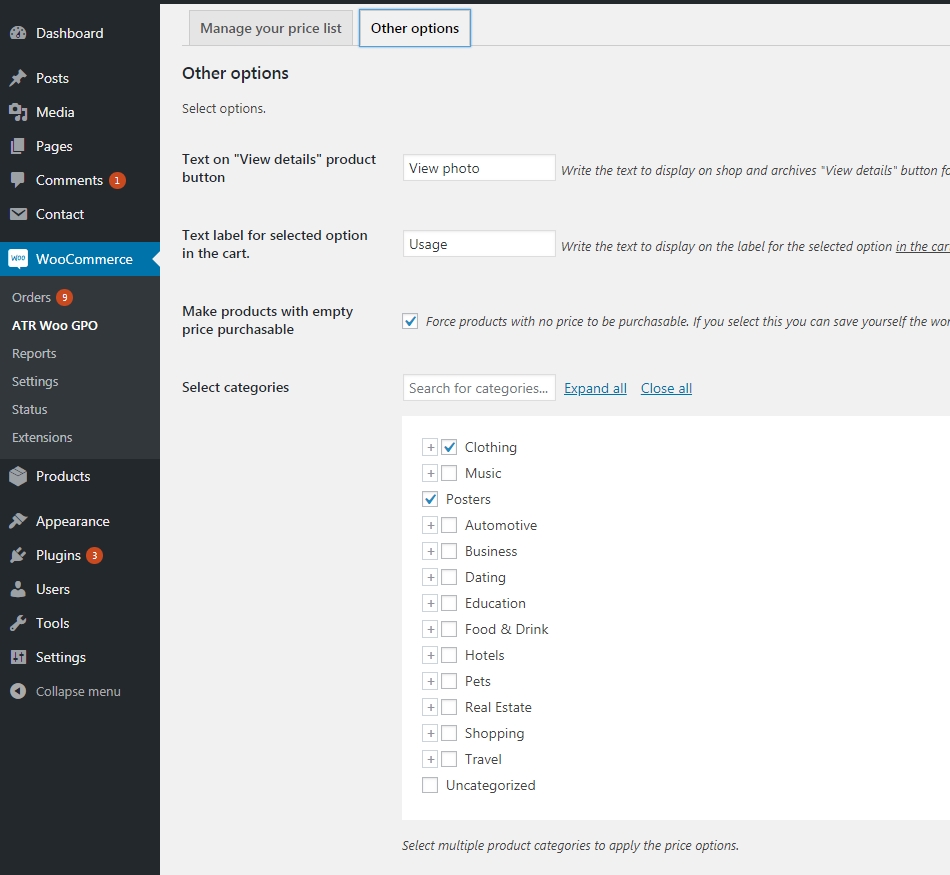 Dashboard
Posts
Media
Pages
Comments 1
Contact
WOO WooCommerce
Orders 9
ATR Woo GPO
Reports
Settings
Status
Extensions
Products
Appearance
Plugins 3
Users
Tools
Settings
Collapse menu
Manage your price list
Other options
Other options
Select options.
Text on "View details" product
button
View photo
Write the text to display on shop and archives "View details" button
Text label for selected option
in the cart.
Usage
Write the text to display on the label for the selected option in the
Make products with empty
price purchasable
Force products with no price to be purchasable. If you select this you can save yourself the
Select categories
Search for categories...
Expand all
Close all
+ Clothing
+ Music
Posters
+ Automotive
+ Business
+ Dating
+ Education
+ Food & Drink
+ Hotels
+ Pets
+ Real Estate
+ Shopping
+ Travel
Uncategorized
Select multiple product categories to apply the price options.